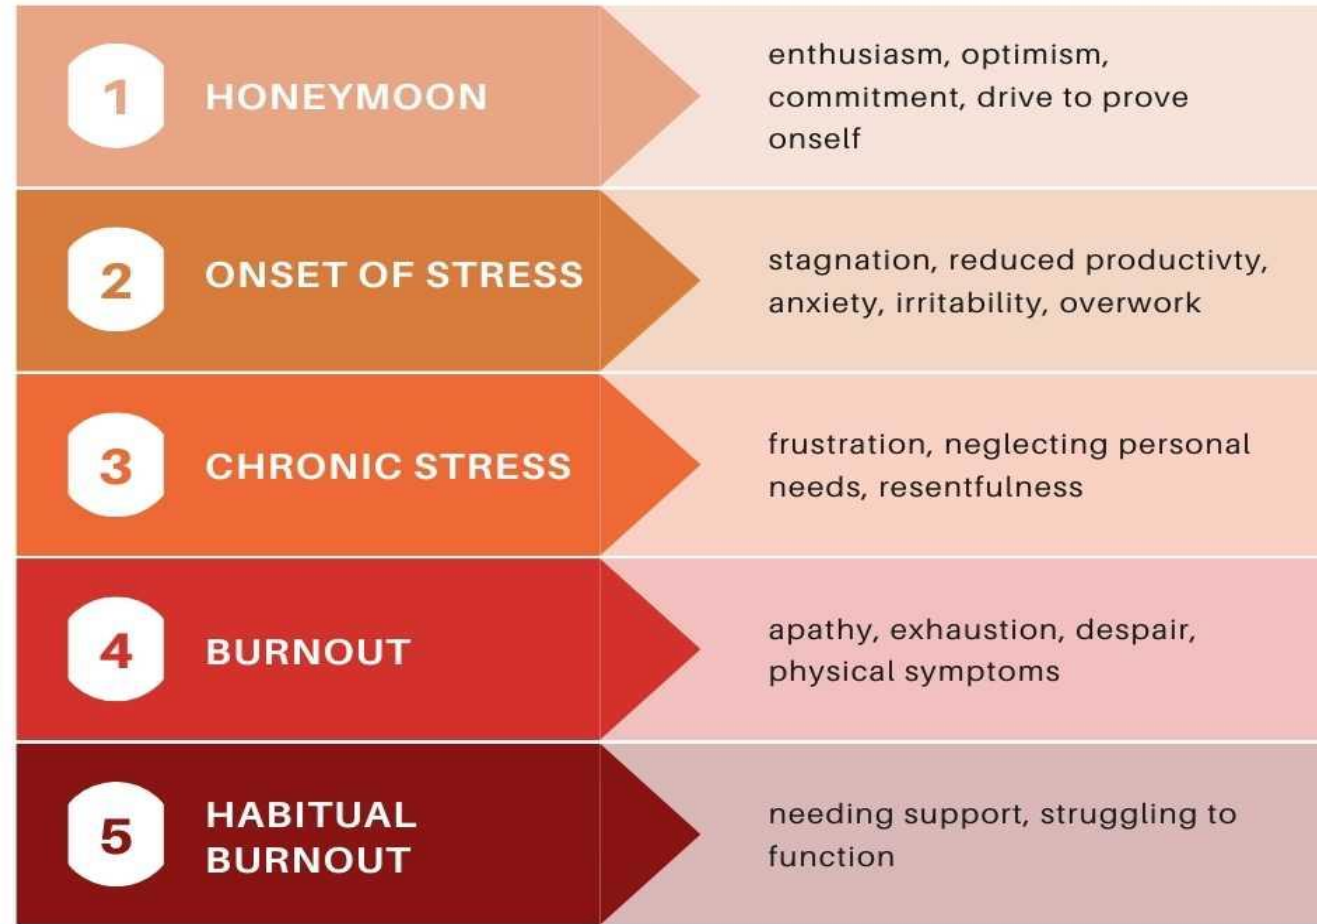 1
HONEYMOON
enthusiasm, optimism,
commitment, drive to prove
onself
2
ONSET OF STRESS
stagnation, reduced productivty,
anxiety, irritability, overwork
3
CHRONIC STRESS
frustration, neglecting personal
needs, resentfulness
4
BURNOUT
apathy, exhaustion, despair,
physical symptoms
5
HABITUAL
BURNOUT
needing support, struggling to
function